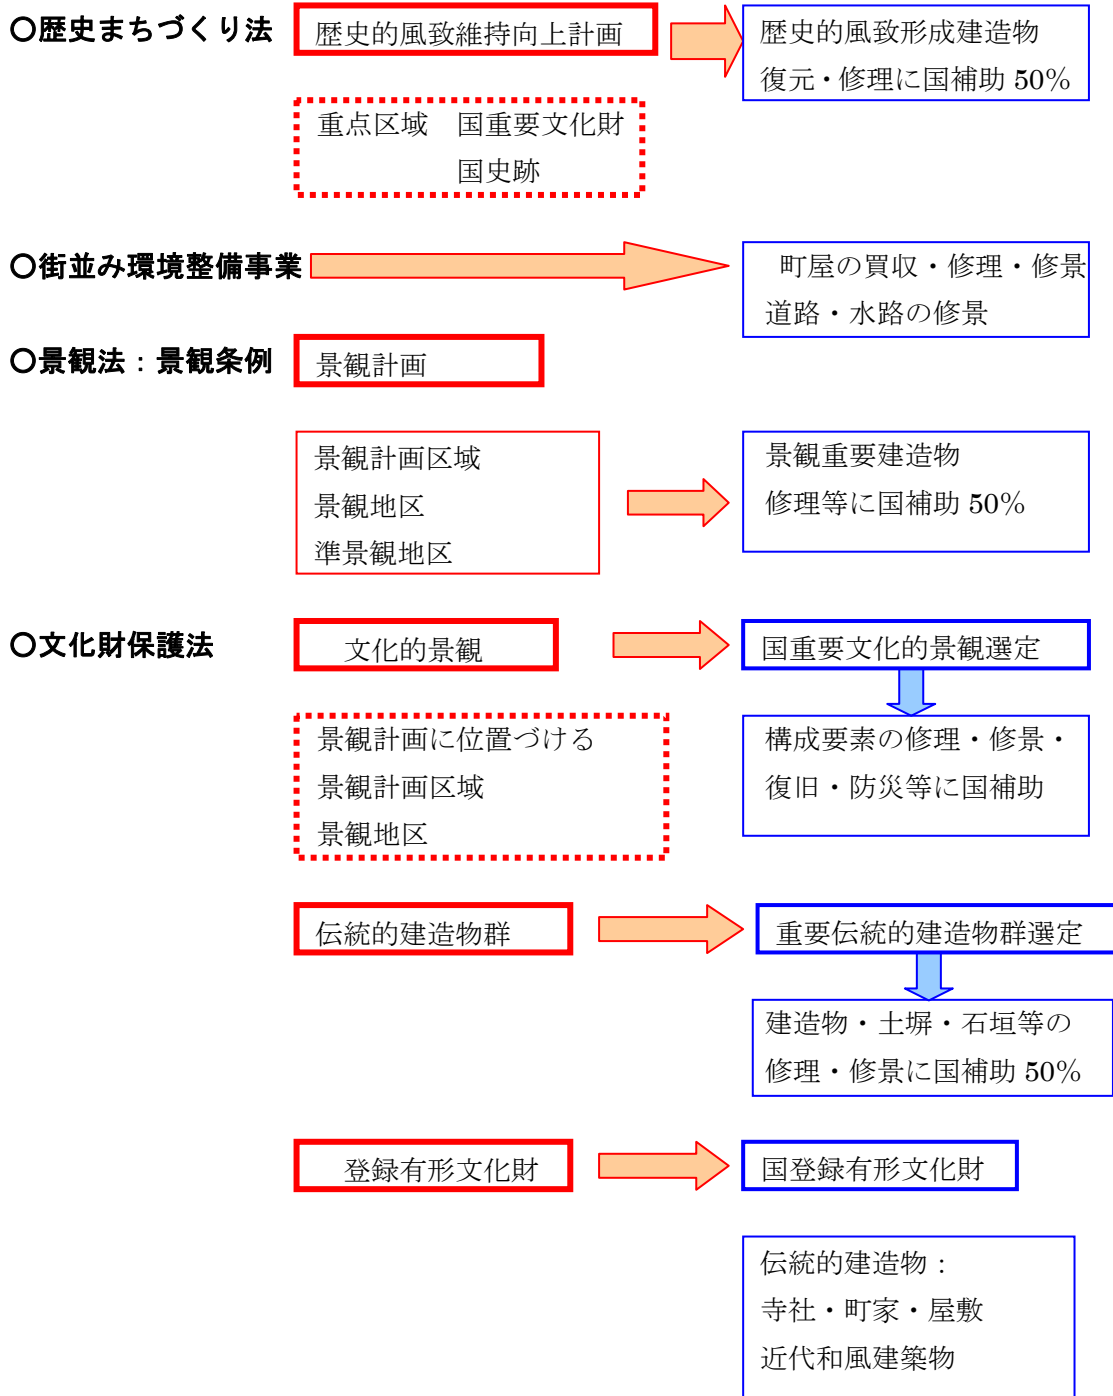 〇歴史まちづくり法
歴史的風致維持向上計画
歴史的風致形成建造物
復元・修理に国補助 50%
重点区域　国重要文化財
国史跡
〇街並み環境整備事業
町屋の買収・修理・修景
道路・水路の修景
〇景観法：景観条例
景観計画
景観計画区域
景観地区
準景観地区
景観重要建造物
修理等に国補助 50%
〇文化財保護法
文化的景観
国重要文化的景観選定
景観計画に位置づける
景観計画区域
景観地区
構成要素の修理・修景・
復旧・防災等に国補助
伝統的建造物群
重要伝統的建造物群選定
建造物・土塀・石垣等の
修理・修景に国補助 50%
登録有形文化財
国登録有形文化財
伝統的建造物：
寺社・町家・屋敷
近代和風建築物